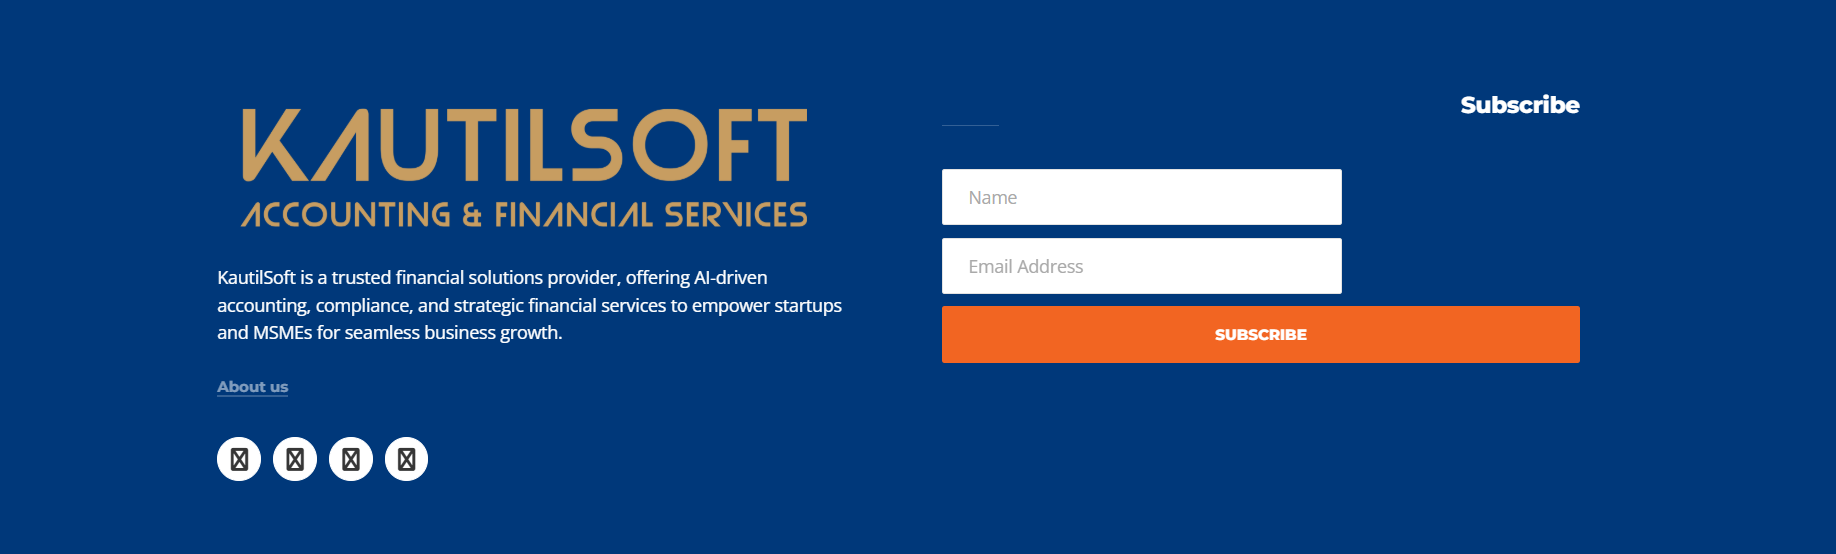 KAUTILSOFT
ACCOUNTING & FINANCIAL SERVICES
KautilSoft is a trusted financial solutions provider, offering AI-driven
accounting, compliance, and strategic financial services to empower startups
and MSMEs for seamless business growth.
About us
Subscribe
Name
Email Address
SUBSCRIBE